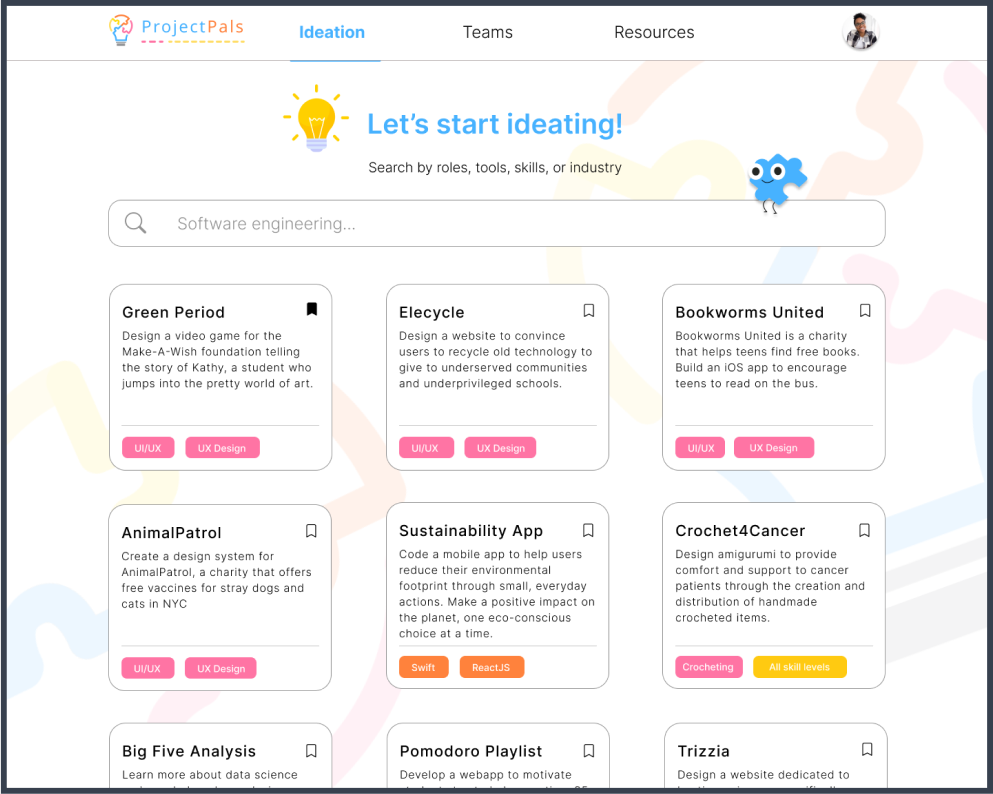 ProjectPals
Ideation
Teams
Resources
Let’s start ideating!
Search by roles, tools, skills, or industry
Software engineering...
Green Period
Design a video game for the
Make-A-Wish foundation telling
the story of Kathy, a student who
jumps into the pretty world of art.
UI/UX
UX Design
Elecycle
Design a website to convince
users to recycle old technology to
give to underserved communities
and underprivileged schools.
UI/UX
UX Design
Bookworms United
Bookworms United is a charity
that helps teens find free books.
Build an iOS app to encourage
teens to read on the bus.
UI/UX
UX Design
AnimalPatrol
Create a design system for
AnimalPatrol, a charity that offers
free vaccines for stray dogs and
cats in NYC
UI/UX
UX Design
Sustainability App
Code a mobile app to help users
reduce their environmental
footprint through small, everyday
actions. Make a positive impact on
the planet, one eco-conscious
choice at a time.
Swift
ReactJS
Crochet4Cancer
Design amigurumi to provide
comfort and support to cancer
patients through the creation and
distribution of handmade
crocheted items.
Crocheting
All skill levels
Big Five Analysis
Learn more about data science
Pomodoro Playlist
Develop a webapp to motivate
Trizzia
Design a website dedicated to